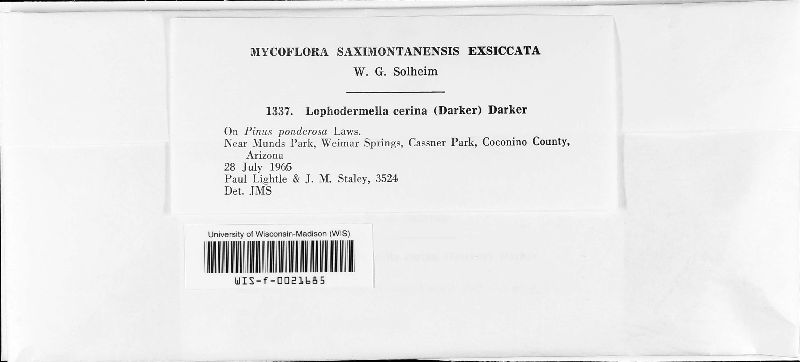 MYCOFLORA SAXIMONTANENSIS EXSICCATA
W. G. Solheim
1337. Lophodermella cerina (Darker) Darker
On Pinus ponderosa Laws.
Near Munds Park, Weimar Springs, Cassner Park, Coconino County,
Arizona
28 July 1966
Paul Lightle & J. M. Staley, 3524
Det. JMS
University of Wisconsin-Madison (WIS)
WIS-f-0021685